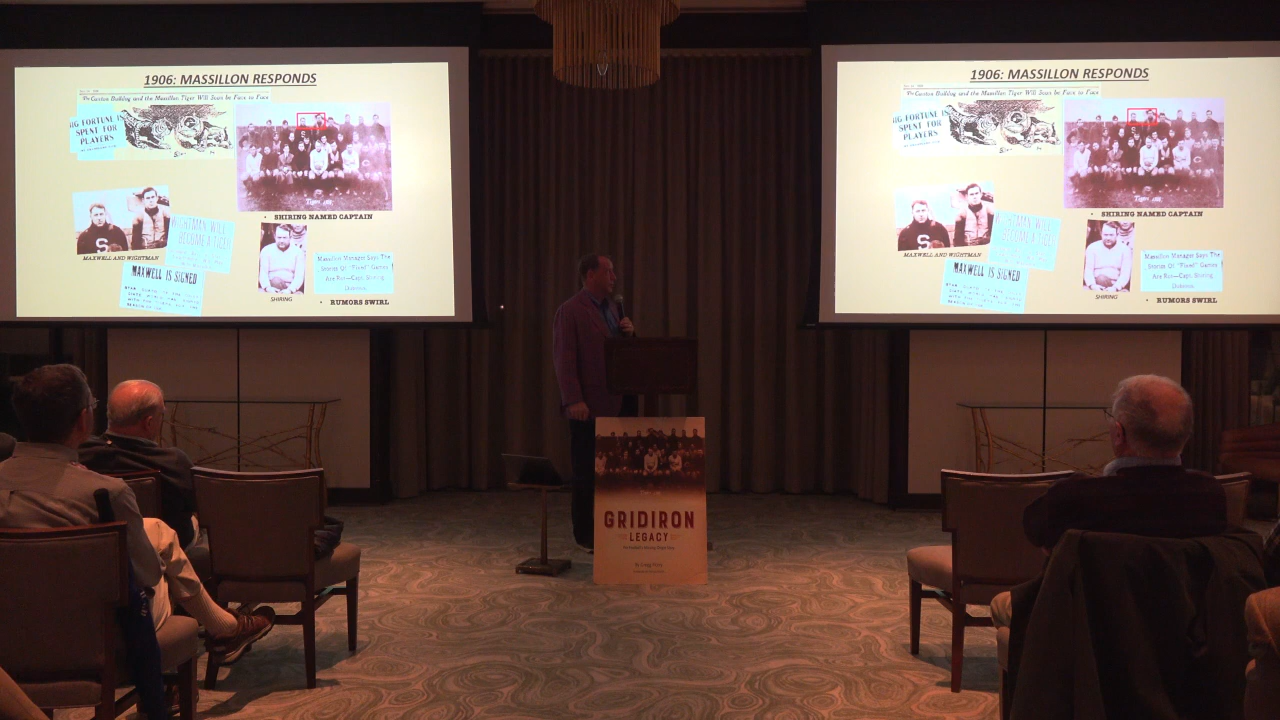 1906: MASSILLON RESPONDS
The Canton Bulldog and the Massillon Tiger Will Soon be Face to Face
BIG FORTUNE IS
SPENT FOR
PLAYERS
Tigers
SHIRING NAMED CAPTAIN
MAXWELL AND WIGHTMAN
WIGHTMAN WILL
BECOME A TIGER
MAXWELL IS SIGNED
SHIRING
Massillon Manager Says The
Stories Of "Fixed" Games
Are Rot—Capt. Shiring
RUMORS SWIRL
1906: MASSILLON RESPONDS
The Canton Bulldog and the Massillon Tiger Will Soon be Face to Face
BIG FORTUNE IS
SPENT FOR
PLAYERS
Tigers
SHIRING NAMED CAPTAIN
MAXWELL AND WIGHTMAN
WIGHTMAN WILL
BECOME A TIGER
MAXWELL IS SIGNED
SHIRING
Massillon Manager Says The
Stories Of "Fixed" Games
Are Rot—Capt. Shiring
RUMORS SWIRL
GRIDIRON
LEGACY